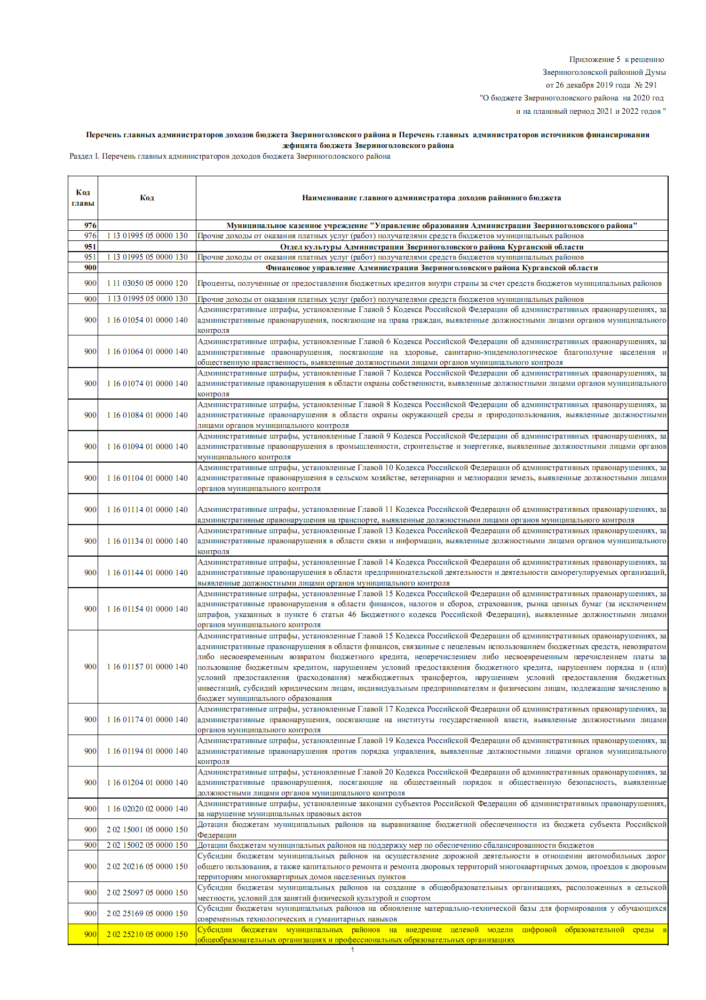 Приложение 5 к решению
Звериноголовской районной Думы
от 26 декабря 2019 года № 291
"О бюджете Звериноголовского района на 2020 год
и на плановый период 2021 и 2022 годов "
Перечень главных администраторов доходов бюджета Звериноголовского района и Перечень главных администраторов источников финансирования
дефицита бюджета Звериноголовского района
Раздел I. Перечень главных администраторов доходов бюджета Звериноголовского района
Код главы Код Наименование главного администратора доходов районного бюджета
976 Муниципальное казенное учреждение "Управление образования Администрации Звериноголовского района"
976 1 13 01995 05 0000 130 Прочие доходы от оказания платных услуг (работ) получателями средств бюджетов муниципальных районов
951 Отдел культуры Администрации Звериноголовского района Курганской области
951 1 13 01995 05 0000 130 Прочие доходы от оказания платных услуг (работ) получателями средств бюджетов муниципальных районов
900 Финансовое управление Администрации Звериноголовского района Курганской области
900 1 11 03050 05 0000 120 Проценты, полученные от предоставления бюджетных кредитов внутри страны за счет средств бюджетов муниципальных районов
900 1 13 01995 05 0000 130 Прочие доходы от оказания платных услуг (работ) получателями средств бюджетов муниципальных районов
900 1 16 01054 01 0000 140 Административные штрафы, установленные Главой 5 Кодекса Российской Федерации об административных правонарушениях, за
административные правонарушения, посягающие на права граждан, выявленные должностными лицами органов муниципального
контроля
900 1 16 01064 01 0000 140 Административные штрафы, установленные Главой 6 Кодекса Российской Федерации об административных правонарушениях, за
административные правонарушения, посягающие на здоровье, санитарно-эпидемиологическое благополучие населения и
общественную нравственность, выявленные должностными лицами органов муниципального контроля
900 1 16 01074 01 0000 140 Административные штрафы, установленные Главой 7 Кодекса Российской Федерации об административных правонарушениях, за
административные правонарушения в области охраны собственности, выявленные должностными лицами органов муниципального
контроля
900 1 16 01084 01 0000 140 Административные штрафы, установленные Главой 8 Кодекса Российской Федерации об административных правонарушениях, за
административные правонарушения в области охраны окружающей среды и природопользования, выявленные должностными
лицами органов муниципального контроля
900 1 16 01094 01 0000 140 Административные штрафы, установленные Главой 9 Кодекса Российской Федерации об административных правонарушениях, за
административные правонарушения в промышленности, строительстве и энергетике, выявленные должностными лицами органов
муниципального контроля
900 1 16 01104 01 0000 140 Административные штрафы, установленные Главой 10 Кодекса Российской Федерации об административных правонарушениях, за
административные правонарушения в сельском хозяйстве, ветеринарии и мелиорации земель, выявленные должностными лицами
органов муниципального контроля
900 1 16 01114 01 0000 140 Административные штрафы, установленные Главой 11 Кодекса Российской Федерации об административных правонарушениях, за
административные правонарушения на транспорте, выявленные должностными лицами органов муниципального контроля
900 1 16 01134 01 0000 140 Административные штрафы, установленные Главой 13 Кодекса Российской Федерации об административных правонарушениях, за
административные правонарушения в области связи и информации, выявленные должностными лицами органов муниципального
контроля
900 1 16 01144 01 0000 140 Административные штрафы, установленные Главой 14 Кодекса Российской Федерации об административных правонарушениях, за
административные правонарушения в области предпринимательской деятельности и деятельности саморегулируемых организаций,
выявленные должностными лицами органов муниципального контроля
900 1 16 01154 01 0000 140 Административные штрафы, установленные Главой 15 Кодекса Российской Федерации об административных правонарушениях, за
административные правонарушения в области финансов, налогов и сборов, страхования, рынка ценных бумаг (за исключением
штрафов, указанных в пункте 6 статьи 46 Бюджетного кодекса Российской Федерации), выявленные должностными лицами
органов муниципального контроля
900 1 16 01157 01 0000 140 Административные штрафы, установленные Главой 15 Кодекса Российской Федерации об административных правонарушениях, за
административные правонарушения в области финансов, связанные с нецелевым использованием бюджетных средств, невозвратом
либо несвоевременным возвратом бюджетного кредита, неперечислением либо несвоевременным перечислением платы за
пользование бюджетным кредитом, нарушением условий предоставления бюджетного кредита, нарушением порядка и (или)
условий предоставления (расходования) межбюджетных трансфертов, нарушением условий предоставления бюджетных
инвестиций, субсидий юридическим лицам, индивидуальным предпринимателям и физическим лицам, подлежащие зачислению в
бюджет муниципального образования
900 1 16 01174 01 0000 140 Административные штрафы, установленные Главой 17 Кодекса Российской Федерации об административных правонарушениях, за
административные правонарушения, посягающие на институты государственной власти, выявленные должностными лицами
органов муниципального контроля
900 1 16 01194 01 0000 140 Административные штрафы, установленные Главой 19 Кодекса Российской Федерации об административных правонарушениях, за
административные правонарушения против порядка управления, выявленные должностными лицами органов муниципального
контроля
900 1 16 01204 01 0000 140 Административные штрафы, установленные Главой 20 Кодекса Российской Федерации об административных правонарушениях, за
административные правонарушения, посягающие на общественный порядок и общественную безопасность, выявленные
должностными лицами органов муниципального контроля
900 1 16 02020 02 0000 140 Административные штрафы, установленные законами субъектов Российской Федерации об административных правонарушениях,
за нарушение муниципальных правовых актов
900 2 02 15001 05 0000 150 Дотации бюджетам муниципальных районов на выравнивание бюджетной обеспеченности из бюджета субъекта Российской
Федерации
900 2 02 15002 05 0000 150 Дотации бюджетам муниципальных районов на поддержку мер по обеспечению сбалансированности бюджетов
900 2 02 20216 05 0000 150 Субсидии бюджетам муниципальных районов на осуществление дорожной деятельности в отношении автомобильных дорог
общего пользования, а также капитального ремонта и ремонта дворовых территорий многоквартирных домов, проездов к дворовым
территориям многоквартирных домов населенных пунктов
900 2 02 25097 05 0000 150 Субсидии бюджетам муниципальных районов на создание в общеобразовательных организациях, расположенных в сельской
местности, условий для занятий физической культурой и спортом
900 2 02 25169 05 0000 150 Субсидии бюджетам муниципальных районов на обновление материально-технической базы для формирования у обучающихся
современных технологических и гуманитарных навыков
900 2 02 25210 05 0000 150 Субсидии бюджетам муниципальных районов на внедрение целевой модели цифровой образовательной среды в
общеобразовательных организациях и профессиональных образовательных организациях
1